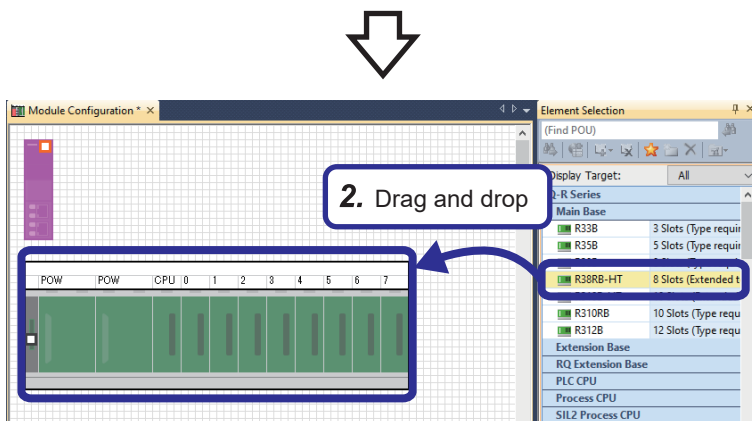 Module Configuration *
Element Selection
(Find POU)
Display Target: All
Q-R Series
Main Base
R33B 3 Slots (Type requir
R35B 5 Slots (Type requir
R38RB-HT 8 Slots (Extended t
R310RB 10 Slots (Type requ
R312B 12 Slots (Type requ
Extension Base
RQ Extension Base
PLC CPU
Process CPU
SIL2 Process CPU
2. Drag and drop
POW POW CPU 0 1 2 3 4 5 6 7